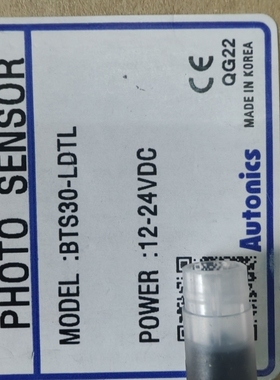 PHOTO SENSOR
MODEL :BTS30-LDTL
POWER :12-24VDC
CE
QG22
Autonics
MADE IN KOREA